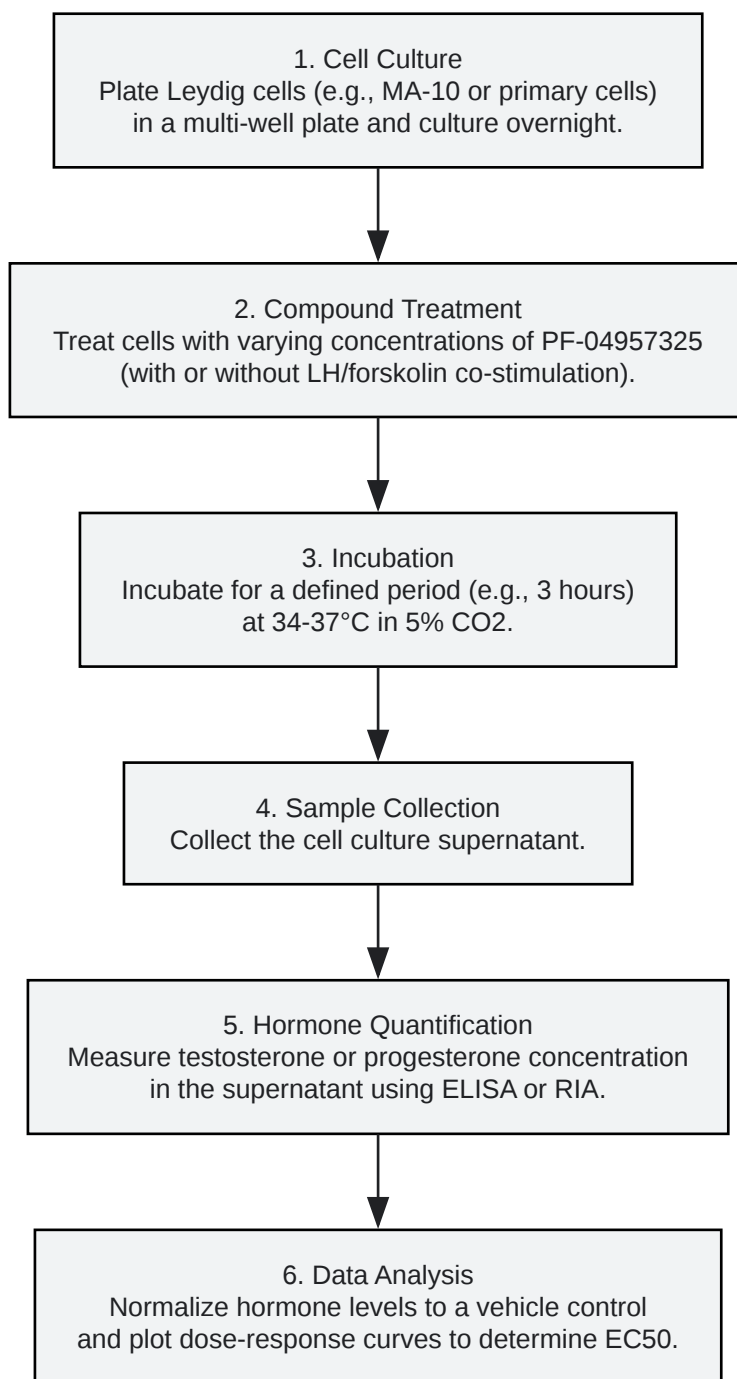 1. Cell Culture
Plate Leydig cells (e.g., MA-10 or primary cells)
in a multi-well plate and culture overnight.
2. Compound Treatment
Treat cells with varying concentrations of PF-04957325
(with or without LH/forskolin co-stimulation).
3. Incubation
Incubate for a defined period (e.g., 3 hours)
at 34-37°C in 5% CO2.
4. Sample Collection
Collect the cell culture supernatant.
5. Hormone Quantification
Measure testosterone or progesterone concentration
in the supernatant using ELISA or RIA.
6. Data Analysis
Normalize hormone levels to a vehicle control
and plot dose-response curves to determine EC50.